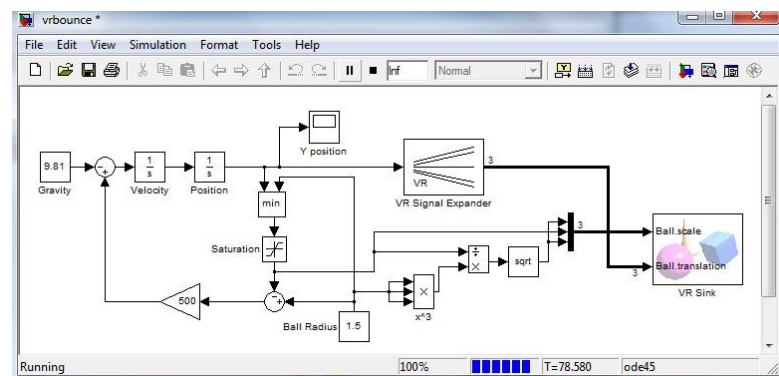 vrbounce *
File Edit View Simulation Format Tools Help
Inf Normal
Y position
9.81
Gravity
1
s
Velocity
1
s
Position
VR
VR Signal Expander
3
min
Saturation
÷
×
sqrt
3
Ball.scale
Ball.translation
3
VR Sink
500
×
x^3
Ball Radius 1.5
Running 100% T=78.580 ode45